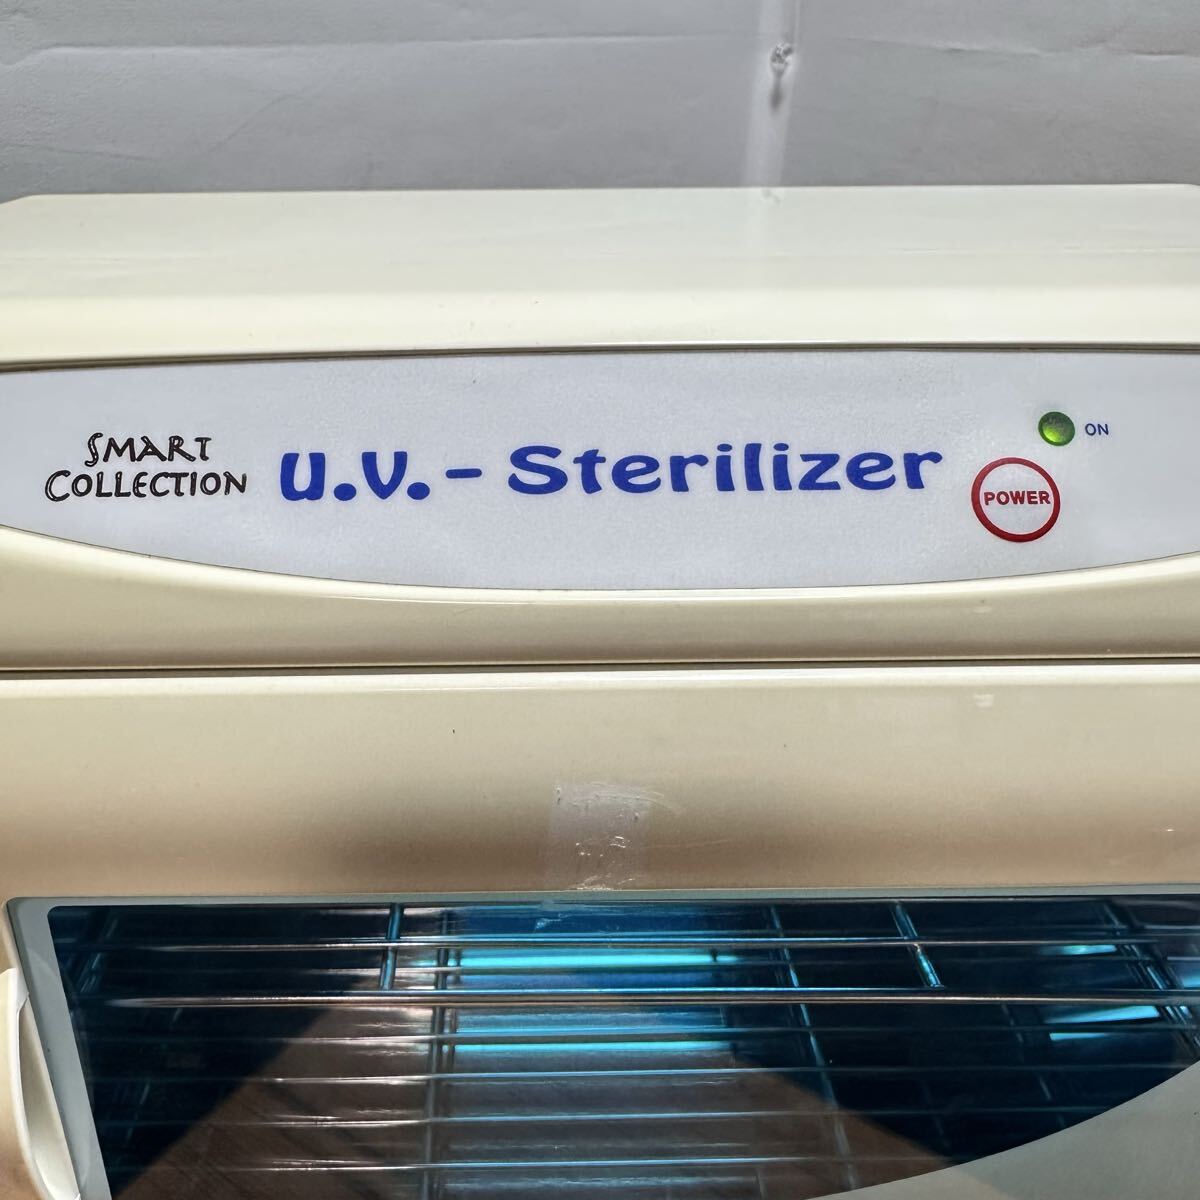 SMART
COLLECTION
U.V.-Sterilizer
ON
POWER